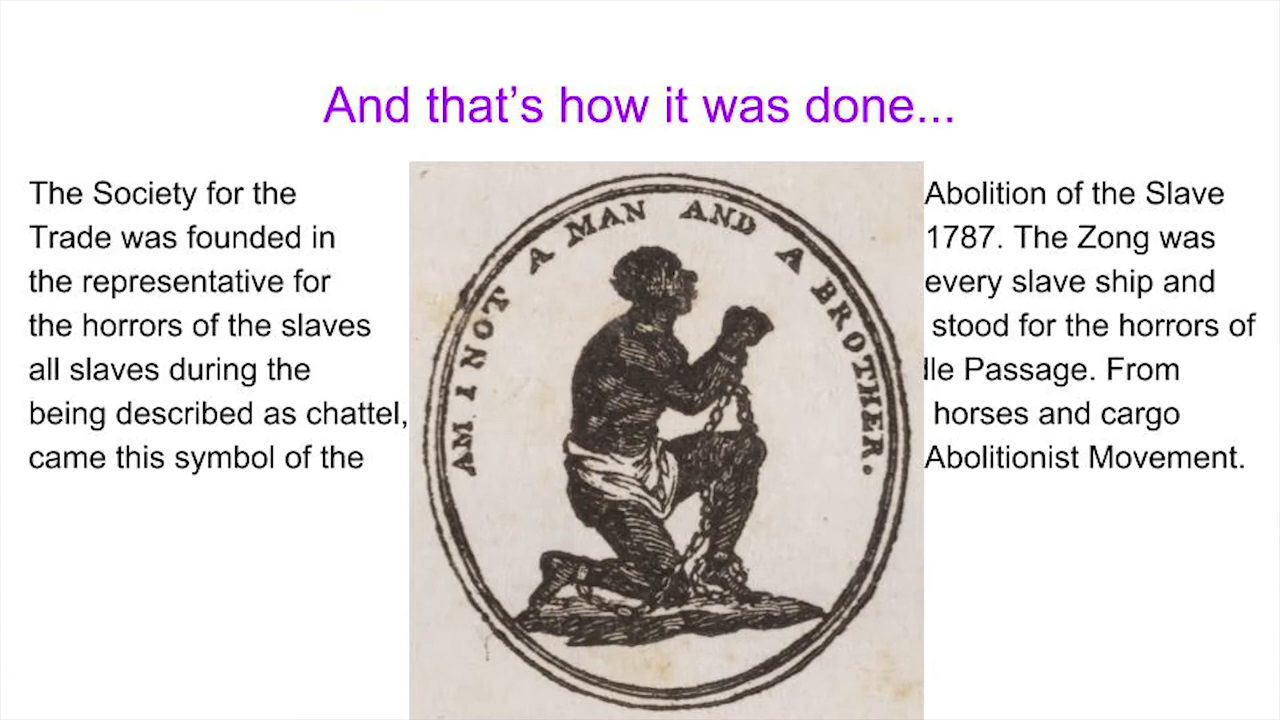 And that's how it was done...
The Society for the Abolition of the Slave
Trade was founded in 1787. The Zong was
the representative for every slave ship and
the horrors of the slaves stood for the horrors of
all slaves during the Passage. From
being described as chattel, horses and cargo
came this symbol of the Abolitionist Movement.
AM I NOT A MAN AND A BROTHER.